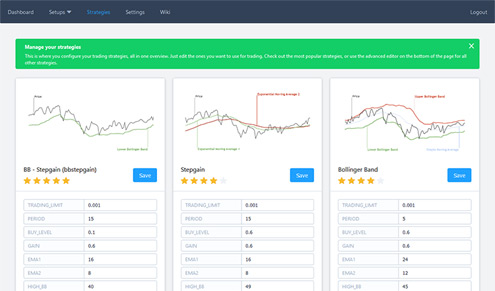 Dashboard Setups Strategies Settings Wiki Logout
Manage your strategies
This is where you configure your trading strategies, all in one overview. Just edit the ones you want to use for trading. Check out the most popular strategies, or use the advanced editor on the bottom of the page for all
other strategies.
Price
Lower Bollinger Band
BB - Stepgain (bbstepgain)
Save
TRADING_LIMIT 0.001
PERIOD 15
BUY_LEVEL 0.1
GAIN 0.6
EMA1 16
EMA2 8
HIGH_BB 40
Exponential Moving Average 2
Price
Exponential Moving Average 1
Stepgain
Save
TRADING_LIMIT 0.001
PERIOD 15
BUY_LEVEL 0.6
GAIN 0.6
EMA1 16
EMA2 8
HIGH_BB 49
Upper Bollinger Band
Price
Bollinger Band
Save
TRADING_LIMIT 0.001
PERIOD 5
BUY_LEVEL 0.6
GAIN 0.6
EMA1 24
EMA2 12
HIGH_BB 45